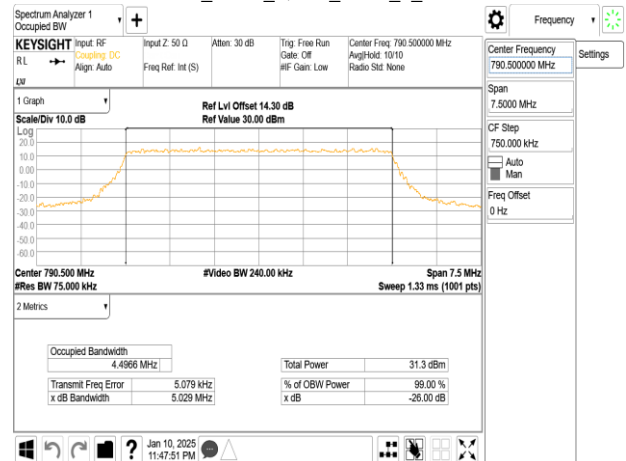 Spectrum Analyzer 1
Occupied BW
Frequency
KEYSIGHT
RL
LXI
Input: RF
Coupling: DC
Align: Auto
Input Z: 50 Ω
Freq Ref: Int (S)
Atten: 30 dB
Trig: Free Run
Gate: Off
#IF Gain: Low
Center Freq: 790.500000 MHz
Avg|Hold: 10/10
Radio Std: None
Center Frequency
790.500000 MHz
Settings
Span
7.5000 MHz
CF Step
750.000 kHz
Auto
Man
Freq Offset
0 Hz
1 Graph
Scale/Div 10.0 dB
Ref Lvl Offset 14.30 dB
Ref Value 30.00 dBm
Log
20.0
10.0
0.00
-10.0
-20.0
-30.0
-40.0
-50.0
-60.0
Center 790.500 MHz
#Video BW 240.00 kHz
Span 7.5 MHz
#Res BW 75.000 kHz
Sweep 1.33 ms (1001 pts)
2 Metrics
Occupied Bandwidth
4.4966 MHz
Total Power 31.3 dBm
Transmit Freq Error 5.079 kHz
% of OBW Power 99.00 %
x dB Bandwidth 5.029 MHz
x dB -26.00 dB
?
Jan 10, 2025
11:47:51 PM